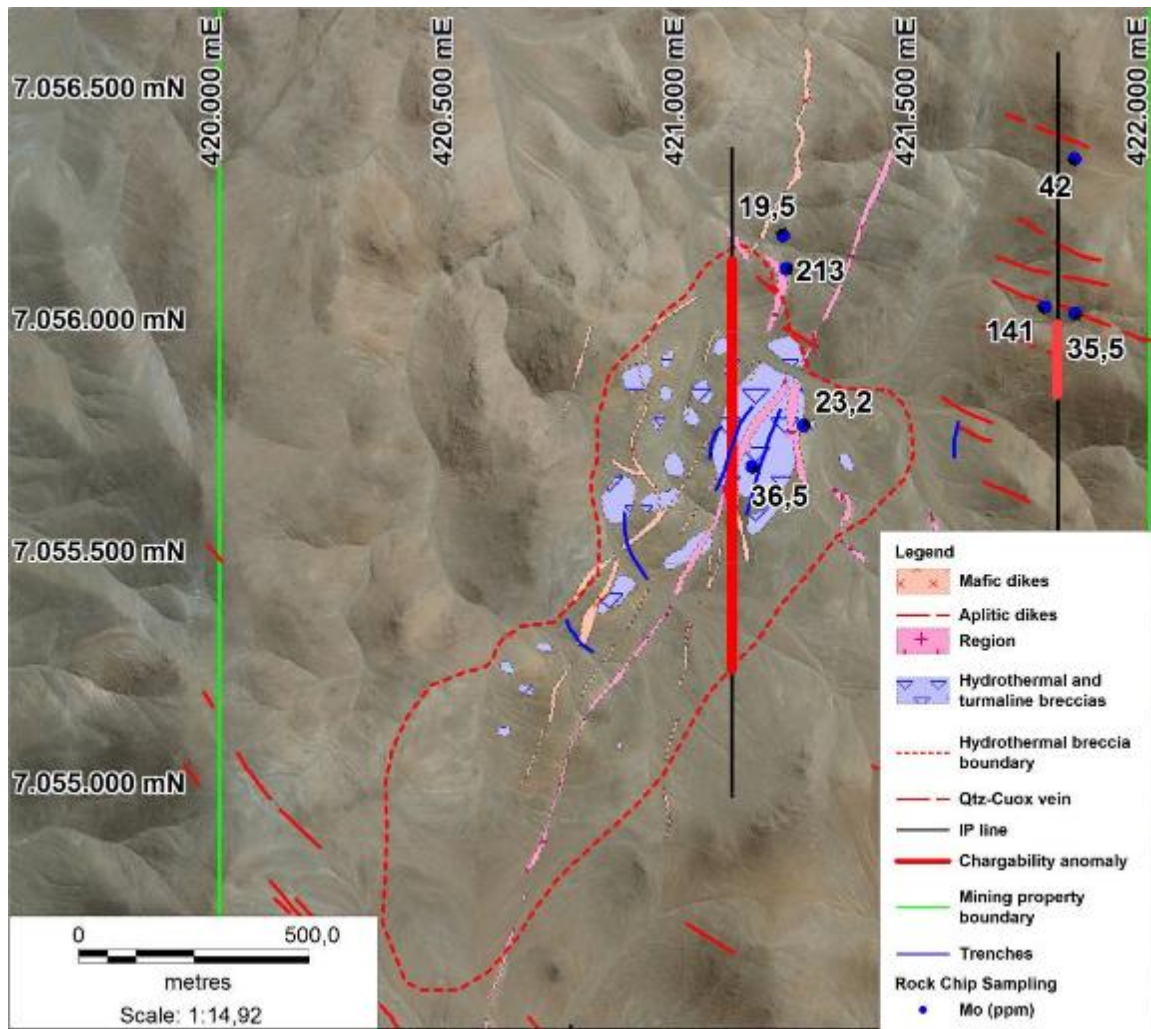 420.000 mE
420.500 mE
421.000 mE
421.500 mE
422.000 mE
7.056.500 mN
42
19,5
213
7.056.000 mN
141
35,5
23,2
36,5
7.055.500 mN
7.055.000 mN
Legend
Mafic dikes
Aplitic dikes
Region
Hydrothermal and
turmaline breccias
Hydrothermal breccia
boundary
Qtz-Cuox vein
IP line
Chargability anomaly
Mining property
boundary
Trenches
Rock Chip Sampling
Mo (ppm)
0 500,0
metres
Scale: 1:14,92